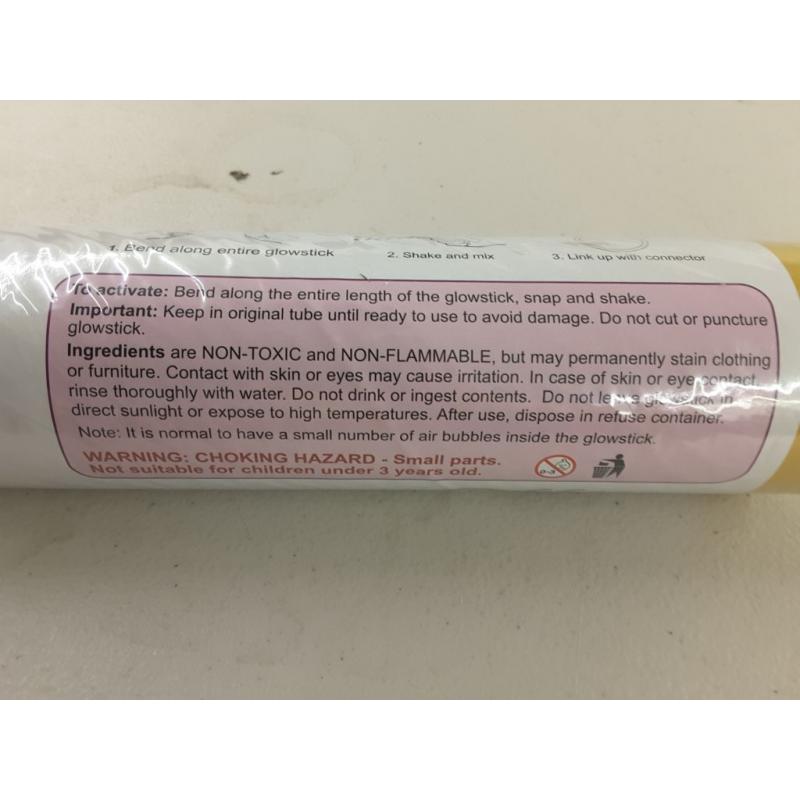 1. Bend along entire glowstick
2. Shake and mix
3. Link up with connector
To activate: Bend along the entire length of the glowstick, snap and shake.
Important: Keep in original tube until ready to use to avoid damage. Do not cut or puncture
glowstick.
Ingredients are NON-TOXIC and NON-FLAMMABLE, but may permanently stain clothing
or furniture. Contact with skin or eyes may cause irritation. In case of skin or eye contact,
rinse thoroughly with water. Do not drink or ingest contents. Do not leave glowstick in
direct sunlight or expose to high temperatures. After use, dispose in refuse container.
Note: It is normal to have a small number of air bubbles inside the glowstick.
WARNING: CHOKING HAZARD - Small parts.
Not suitable for children under 3 years old.
0-3